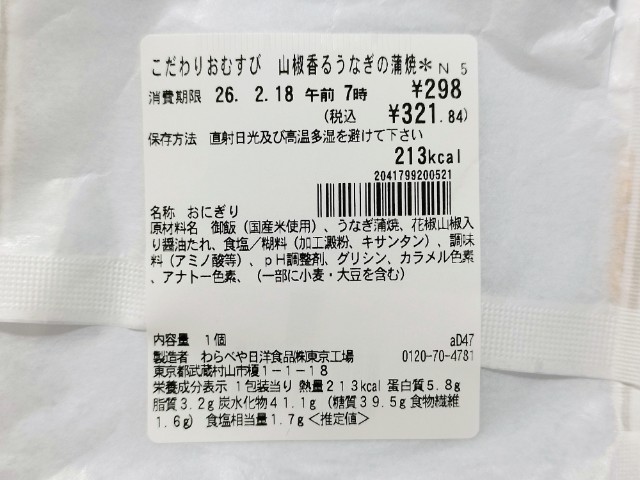 こだわりおむすび 山椒香るうなぎの蒲焼＊ N 5
消費期限 26. 2.18 午前 7時 ¥298
(税込 ¥321.84)
保存方法 直射日光及び高温多湿を避けて下さい
213kcal
2041799200521
名称 おにぎり
原材料名 御飯（国産米使用）、うなぎ蒲焼、花椒山椒入
り醤油たれ、食塩／糊料（加工澱粉、キサンタン）、調味
料（アミノ酸等）、pH調整剤、グリシン、カラメル色素
、アナトー色素、（一部に小麦・大豆を含む）
内容量 1個 aD47
製造者 わらべや日洋食品㈱東京工場 0120-70-4781
東京都武蔵村山市榎1－1－18
栄養成分表示 1包装当り 熱量213kcal 蛋白質5.8g
脂質3.2g 炭水化物41.1g（糖質39.5g 食物繊維
1.6g） 食塩相当量1.7g＜推定値＞